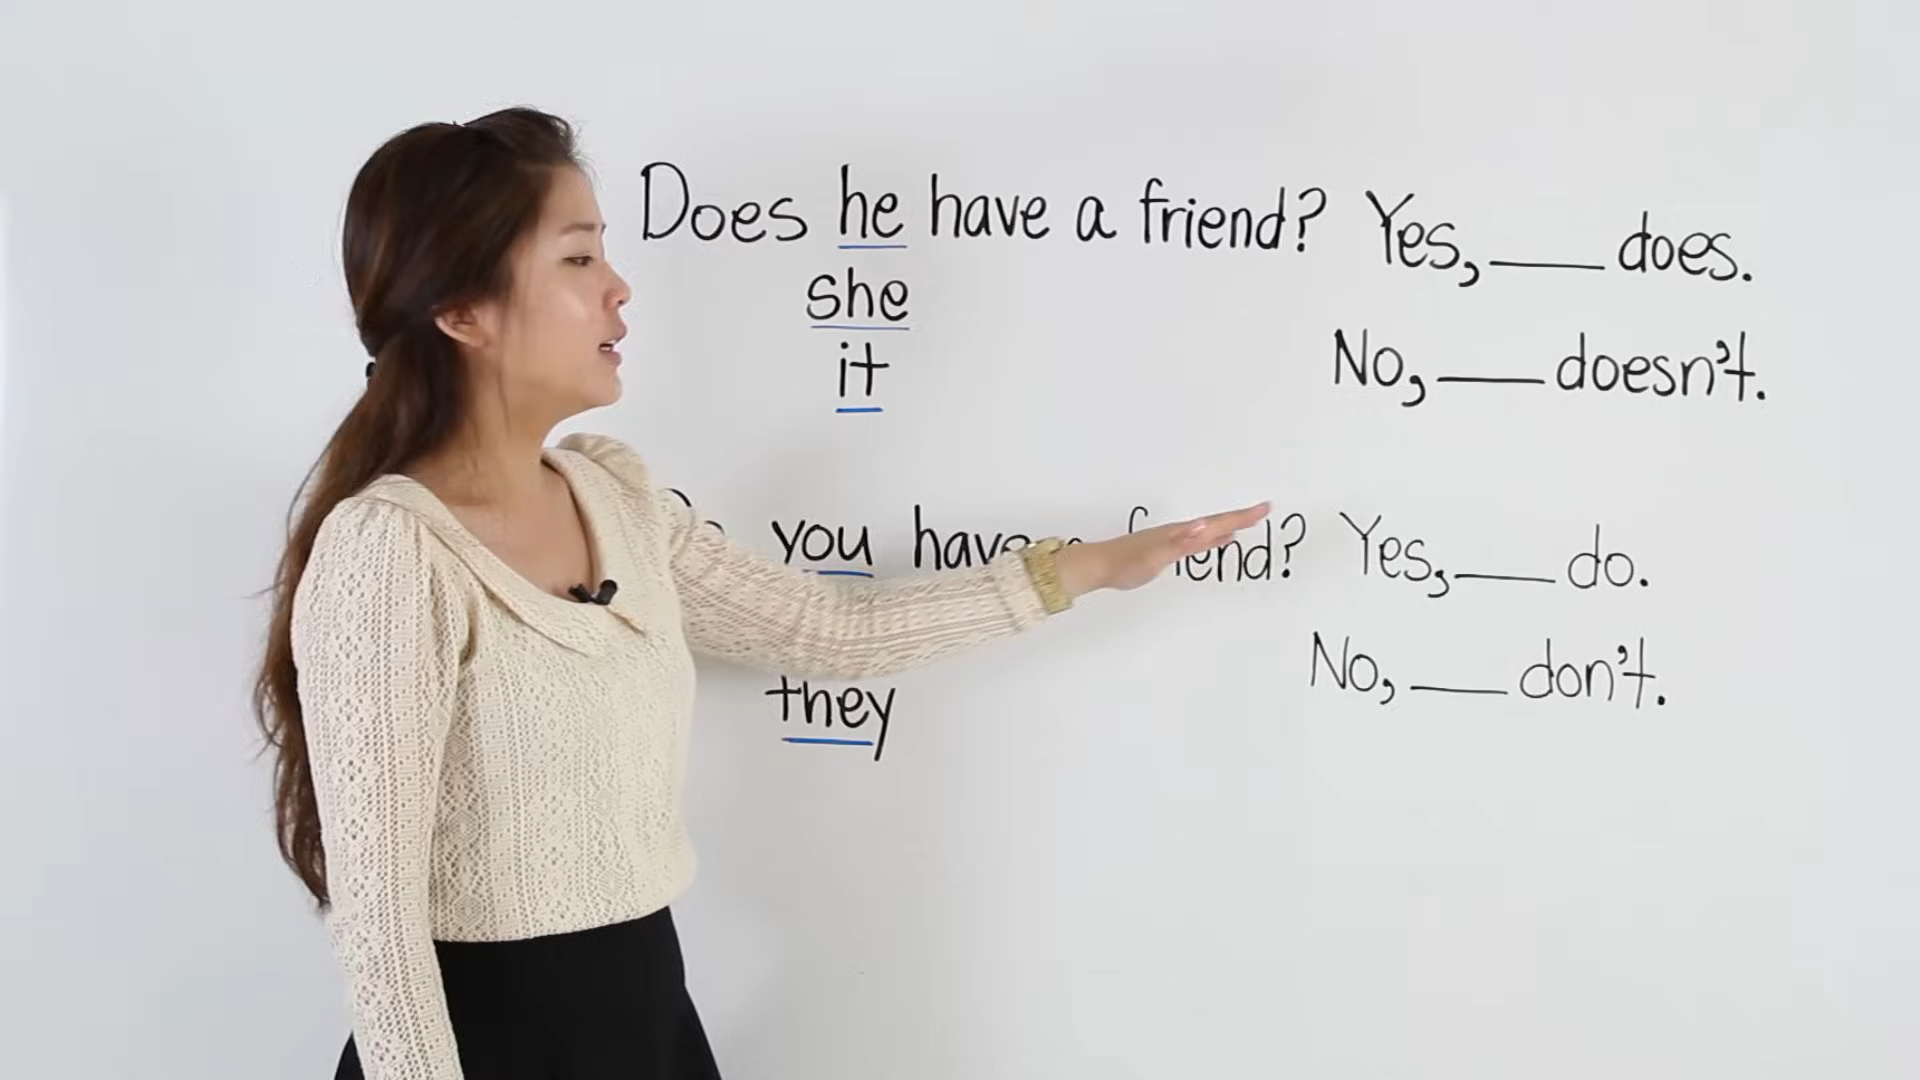 Does he have a friend? Yes, ___ does.
she
it
No, ___ doesn't.
you have friend? Yes, ___ do.
they
No, ___ don't.